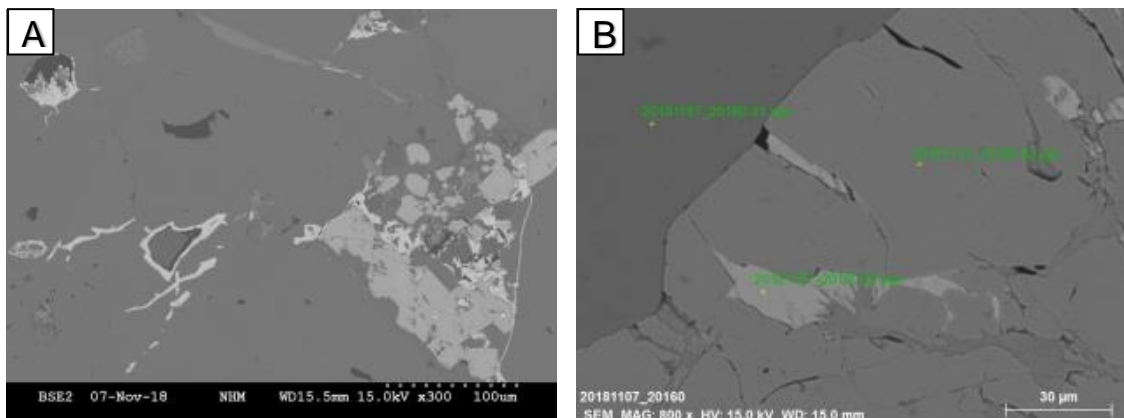 A
BSE2 07-Nov-18 NHM WD15.5mm 15.0kV x300 100um
B
20181107_20160
30 µm
SEM MAG: 800 x HV: 15.0 kV WD: 15.0 mm